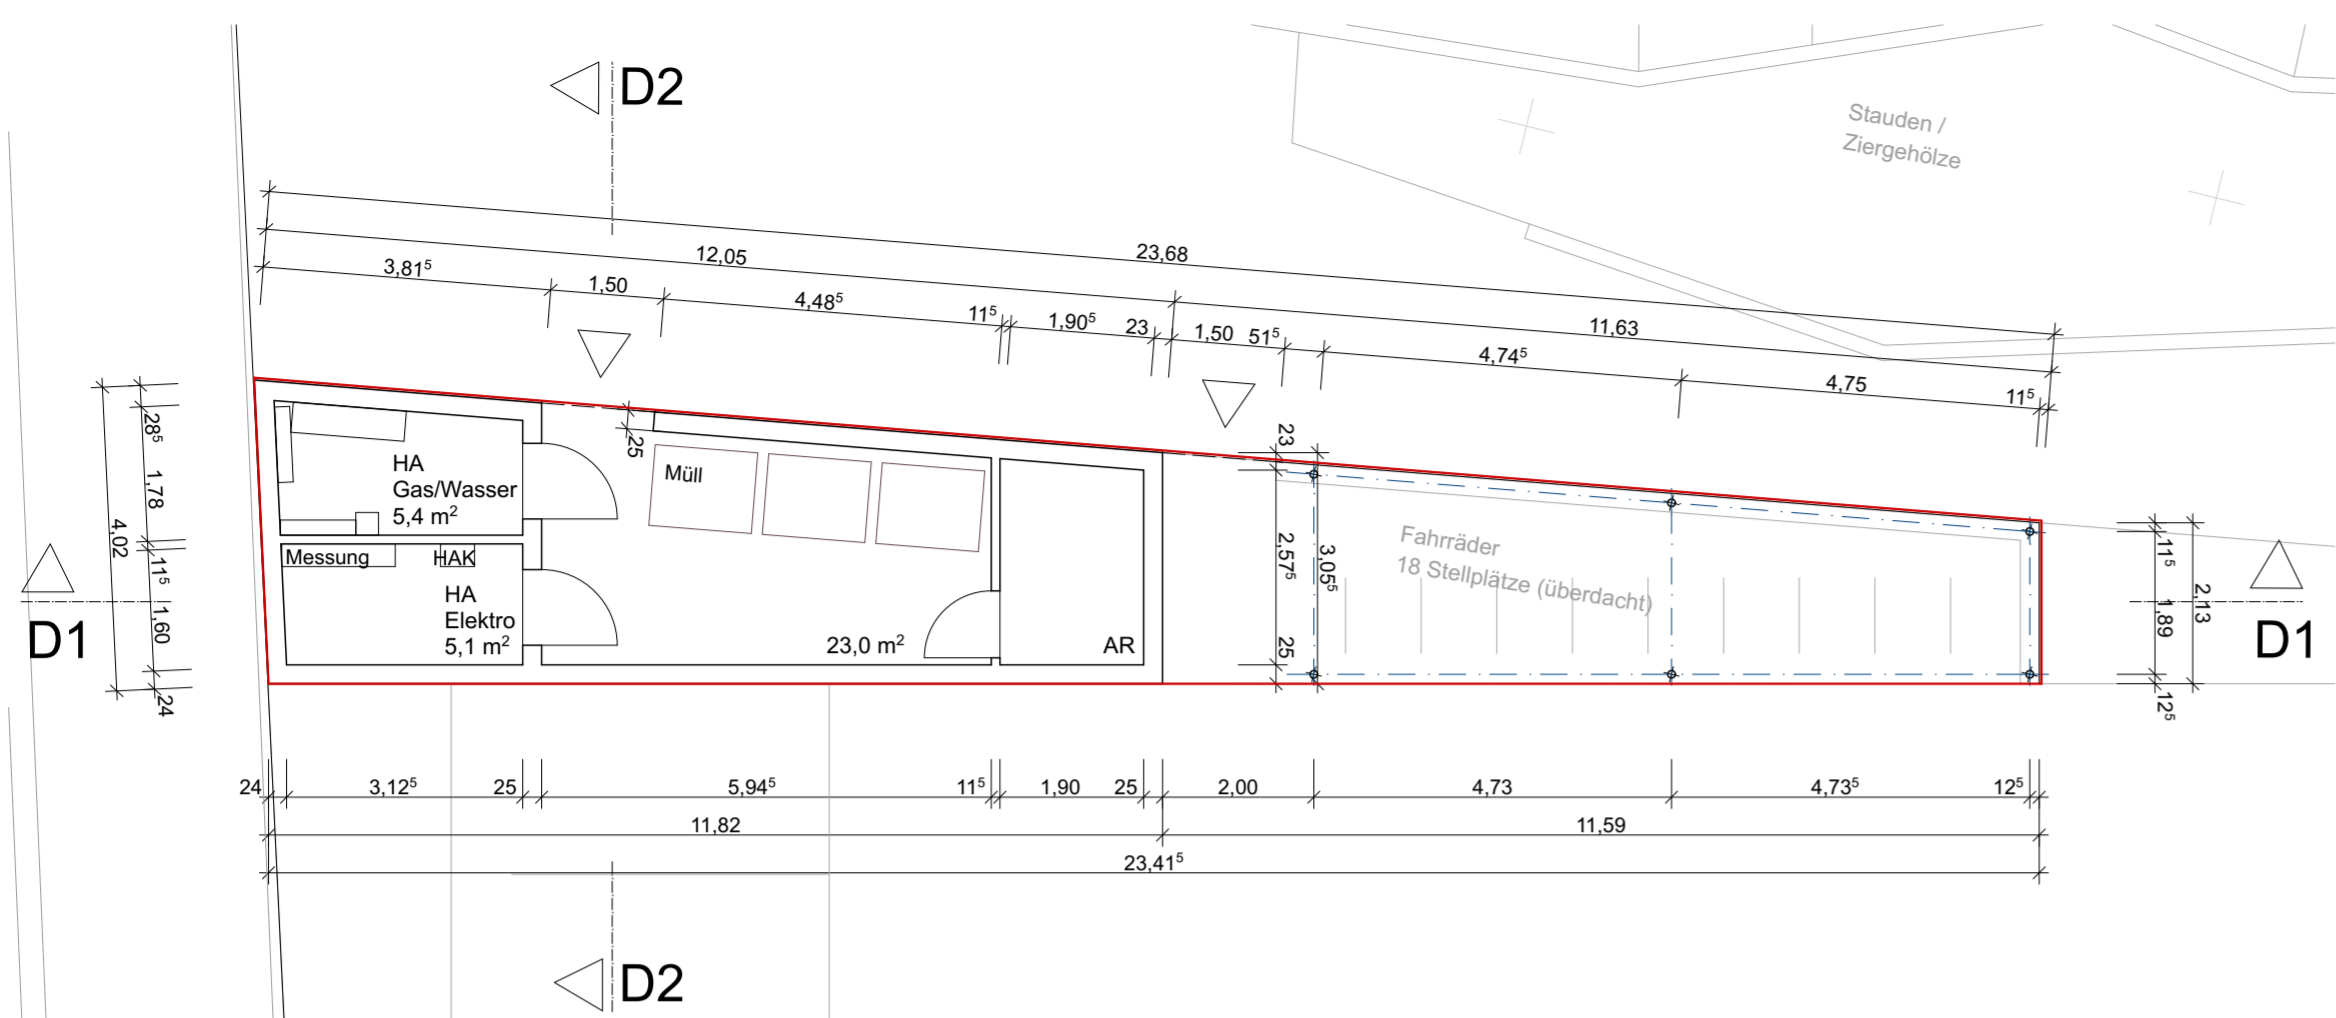 D2
Stauden /
Ziergehölze
23,68
12,05
11,63
3,81⁵
1,50
4,48⁵
11⁵
1,90⁵
23
1,50
51⁵
4,74⁵
4,75
11⁵
28⁵
1,78
11⁵
1,60
24
4,02
D1
HA
Gas/Wasser
5,4 m²
Messung
HAK
HA
Elektro
5,1 m²
25
Müll
23,0 m²
AR
23
2,57⁵
25
3,05⁵
Fahrräder
18 Stellplätze (überdacht)
11⁵
1,89
12⁵
2,13
D1
24
3,12⁵
25
5,94⁵
11⁵
1,90
25
2,00
4,73
4,73⁵
12⁵
11,82
11,59
23,41⁵
D2